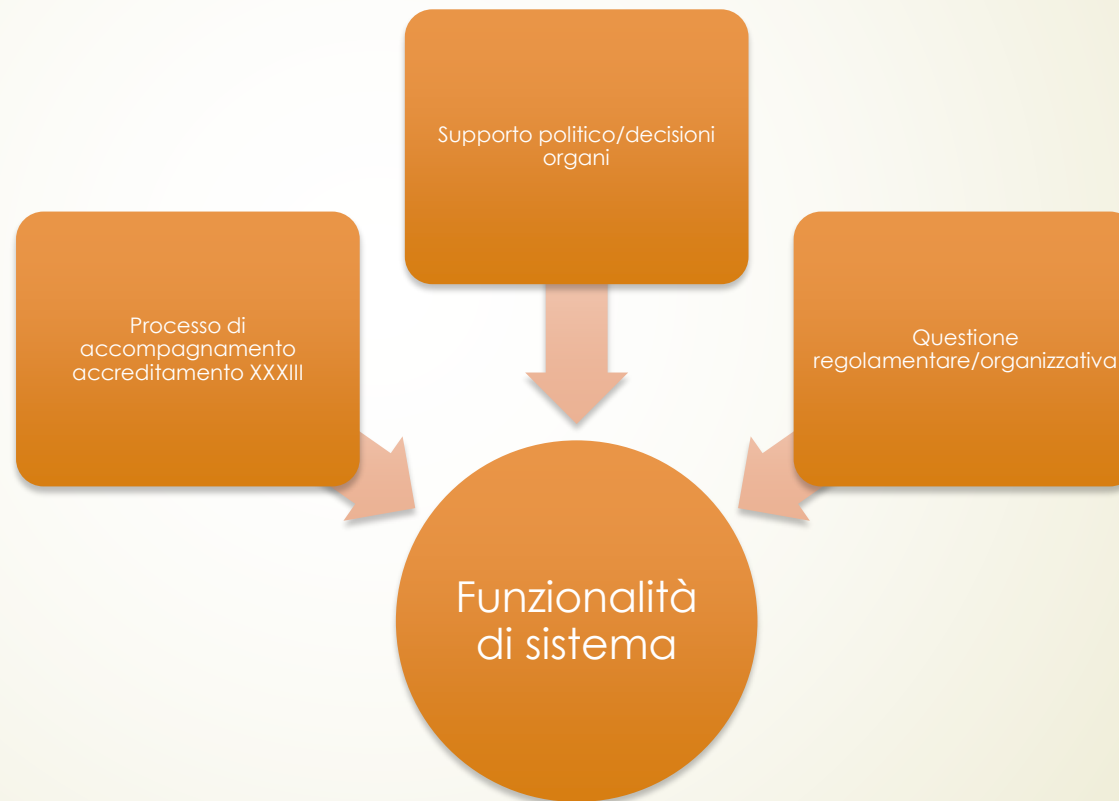 Supporto politico/decisioni
organi
Processo di
accompagnamento
accreditamento XXXIII
Questione
regolamentare/organizzativa
Funzionalità
di sistema